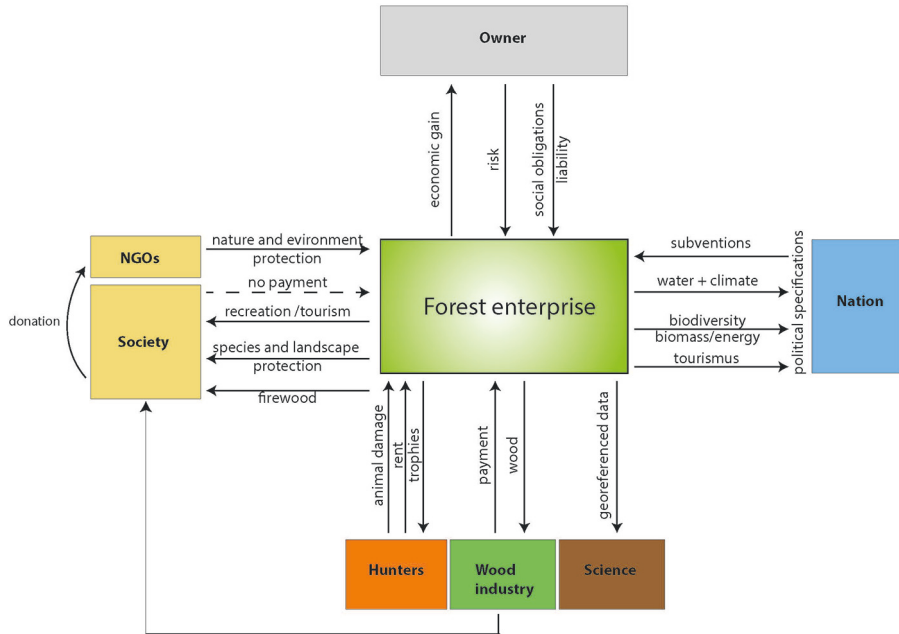 Owner
economic gain
risk
social obligations
liability
NGOs
nature and evironment
protection
no payment
donation
Society
recreation /tourism
species and landscape
protection
firewood
Forest enterprise
subventions
water + climate
biodiversity
biomass/energy
tourismus
political specifications
Nation
animal damage
rent
trophies
payment
wood
georeferenced data
Hunters
Wood
industry
Science